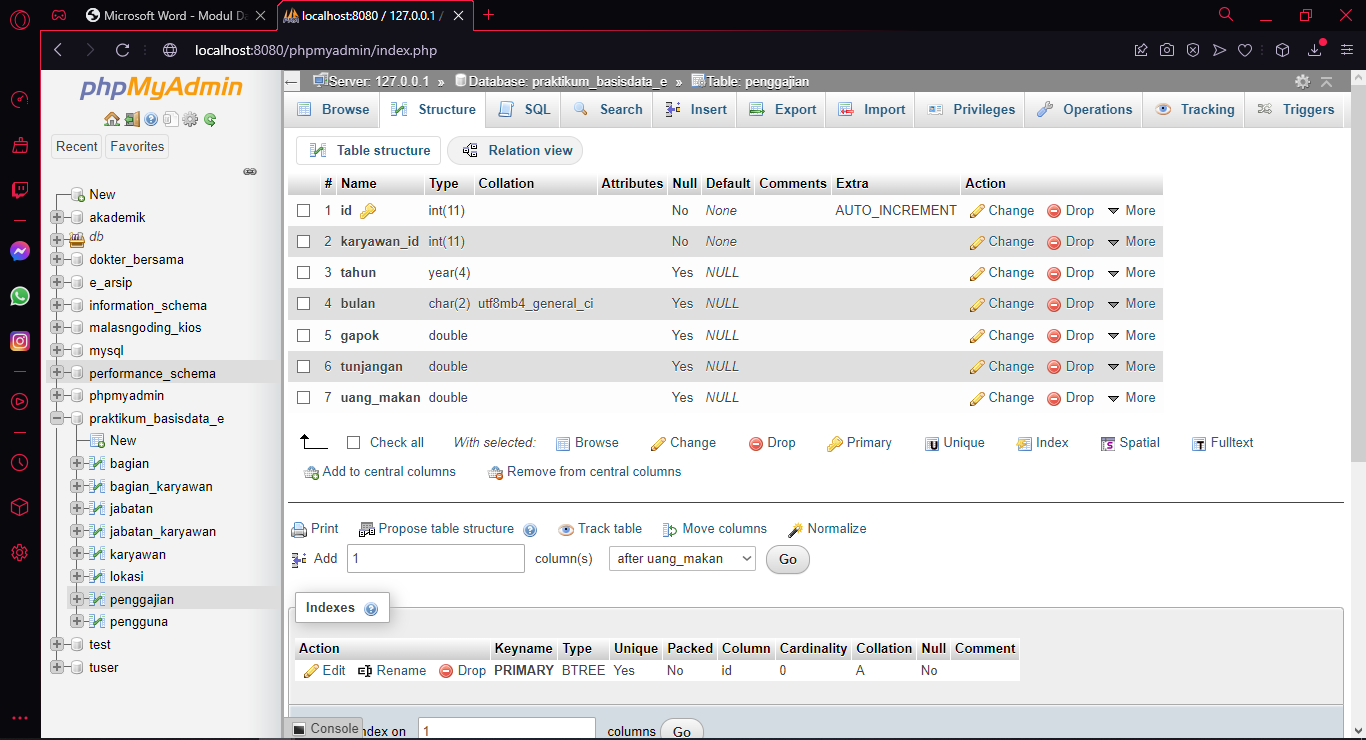 Microsoft Word - Modul Da
localhost:8080 / 127.0.0.1 /
localhost:8080/phpmyadmin/index.php
phpMyAdmin
Recent Favorites
New
akademik
db
dokter_bersama
e_arsip
information_schema
malasngoding_kios
mysql
performance_schema
phpmyadmin
praktikum_basisdata_e
New
bagian
bagian_karyawan
jabatan
jabatan_karyawan
karyawan
lokasi
penggajian
pengguna
test
tuser
Server: 127.0.0.1 » Database: praktikum_basisdata_e » Table: penggajian
Browse Structure SQL Search Insert Export Import Privileges Operations Tracking Triggers
Table structure Relation view
# Name Type Collation Attributes Null Default Comments Extra Action
1 id int(11) No None AUTO_INCREMENT Change Drop More
2 karyawan_id int(11) No None Change Drop More
3 tahun year(4) Yes NULL Change Drop More
4 bulan char(2) utf8mb4_general_ci Yes NULL Change Drop More
5 gapok double Yes NULL Change Drop More
6 tunjangan double Yes NULL Change Drop More
7 uang_makan double Yes NULL Change Drop More
Check all With selected: Browse Change Drop Primary Unique Index Spatial Fulltext
Add to central columns Remove from central columns
Print Propose table structure Track table Move columns Normalize
Add 1 column(s) after uang_makan Go
Indexes
Action Keyname Type Unique Packed Column Cardinality Collation Null Comment
Edit Rename Drop PRIMARY BTREE Yes No id 0 A No
Console ndex on 1 columns Go